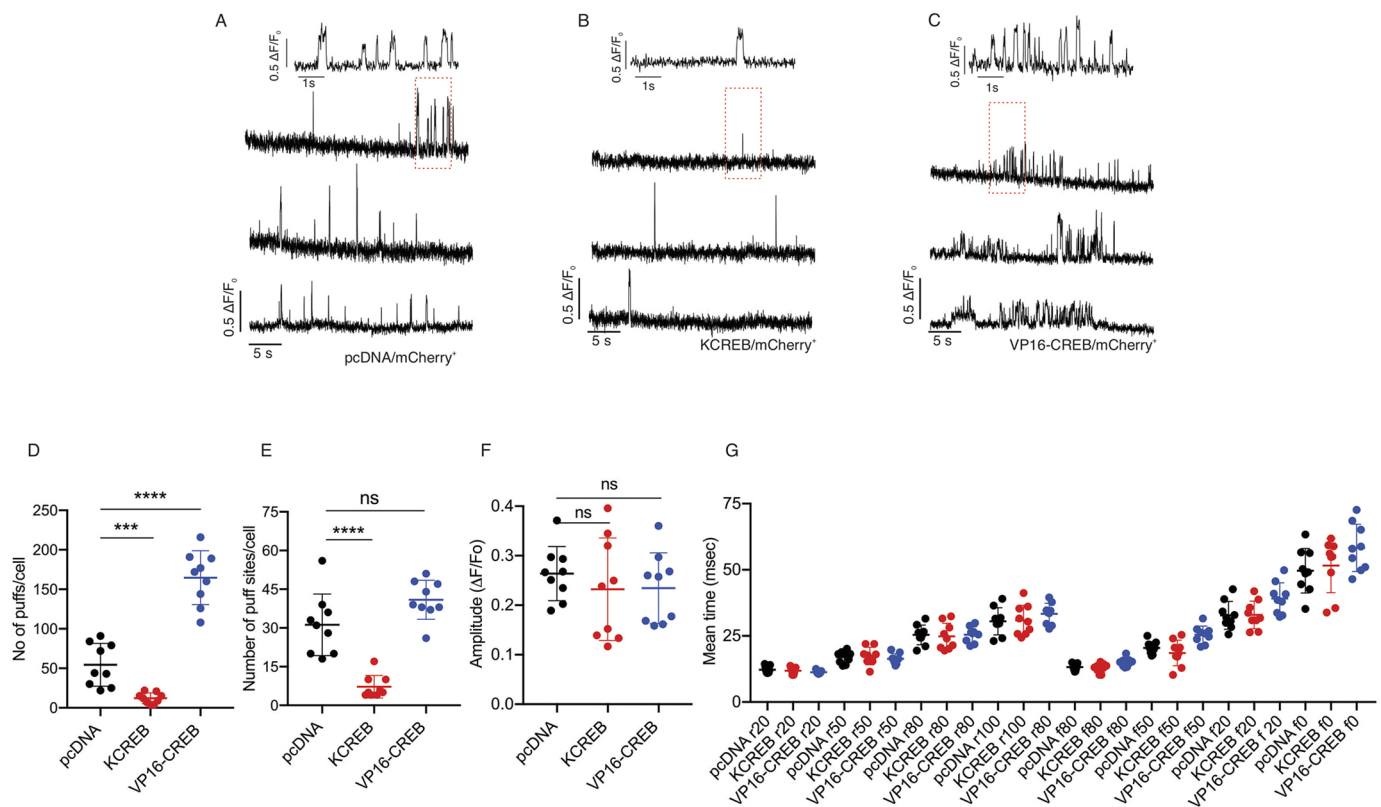 A
B
C
0.5 ΔF/F₀
1s
0.5 ΔF/F₀
1s
0.5 ΔF/F₀
1s
0.5 ΔF/F₀
5 s
pcDNA/mCherry⁺
0.5 ΔF/F₀
5 s
KCREB/mCherry⁺
0.5 ΔF/F₀
5 s
VP16-CREB/mCherry⁺
D
No of puffs/cell
250
200
150
100
50
0
****
***
pcDNA
KCREB
VP16-CREB
E
Number of puff sites/cell
75
60
45
30
15
0
ns
****
pcDNA
KCREB
VP16-CREB
F
Amplitude (ΔF/Fo)
0.4
0.3
0.2
0.1
0.0
ns
ns
pcDNA
KCREB
VP16-CREB
G
Mean time (msec)
75
50
25
0
pcDNA r20
KCREB r20
VP16-CREB r20
pcDNA r50
KCREB r50
VP16-CREB r50
pcDNA r80
KCREB r80
VP16-CREB r80
pcDNA r100
KCREB r100
VP16-CREB r80
pcDNA f80
KCREB f80
VP16-CREB f80
pcDNA f50
KCREB f50
VP16-CREB f50
pcDNA f20
KCREB f20
VP16-CREB f 20
pcDNA f0
KCREB f0
VP16-CREB f0